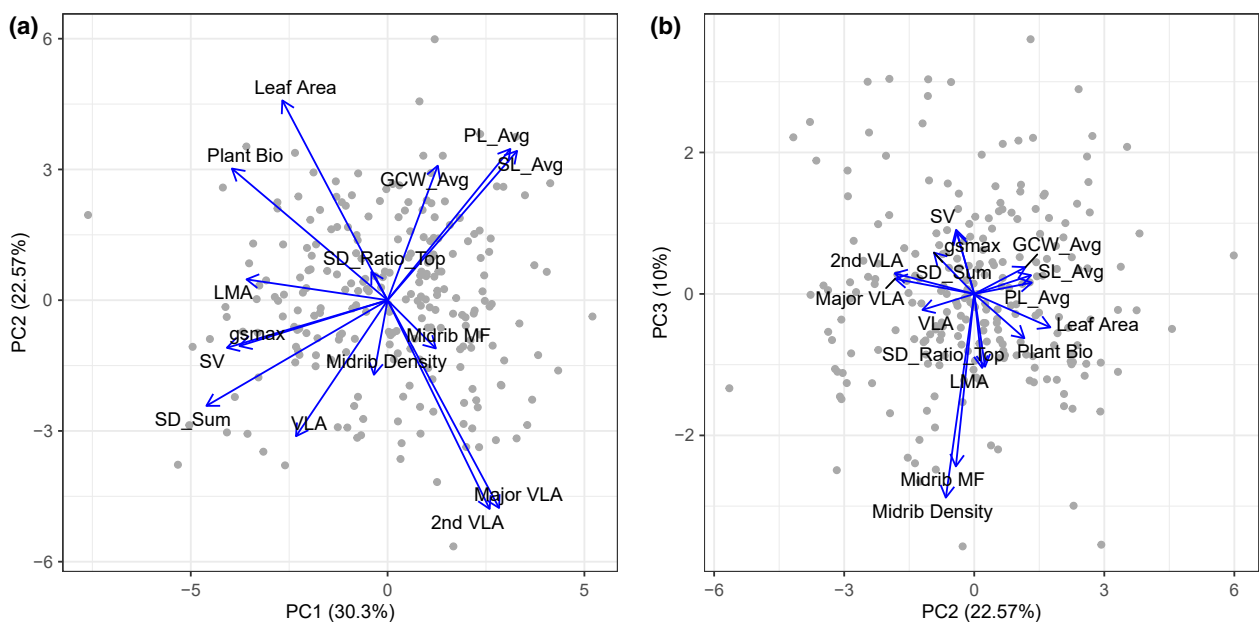 (a)
6
3
0
−3
−6
PC2 (22.57%)
Leaf Area
Plant Bio
PL_Avg
SL_Avg
GCW_Avg
SD_Ratio_Top
LMA
gsmax
SV
Midrib MF
Midrib Density
SD_Sum
VLA
Major VLA
2nd VLA
−5
0
5
PC1 (30.3%)
(b)
2
0
−2
PC3 (10%)
SV
gsmax
GCW_Avg
2nd VLA
SD_Sum
SL_Avg
Major VLA
PL_Avg
VLA
Leaf Area
SD_Ratio_Top
Plant Bio
LMA
Midrib MF
Midrib Density
−6
−3
0
3
6
PC2 (22.57%)